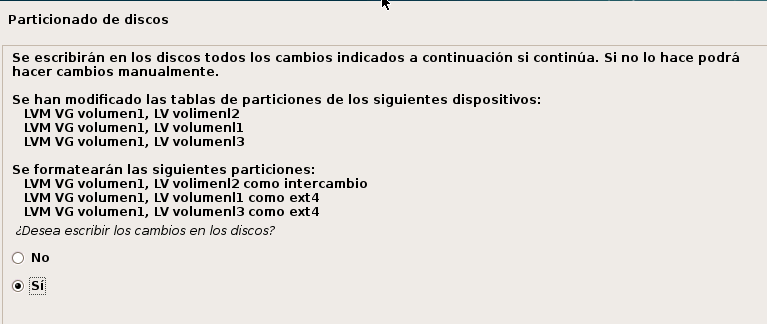 Particionado de discos
Se escribirán en los discos todos los cambios indicados a continuación si continúa. Si no lo hace podrá
hacer cambios manualmente.
Se han modificado las tablas de particiones de los siguientes dispositivos:
LVM VG volumen1, LV volimenl2
LVM VG volumen1, LV volumenl1
LVM VG volumen1, LV volumenl3
Se formatearán las siguientes particiones:
LVM VG volumen1, LV volimenl2 como intercambio
LVM VG volumen1, LV volumenl1 como ext4
LVM VG volumen1, LV volumenl3 como ext4
¿Desea escribir los cambios en los discos?
No
Sí